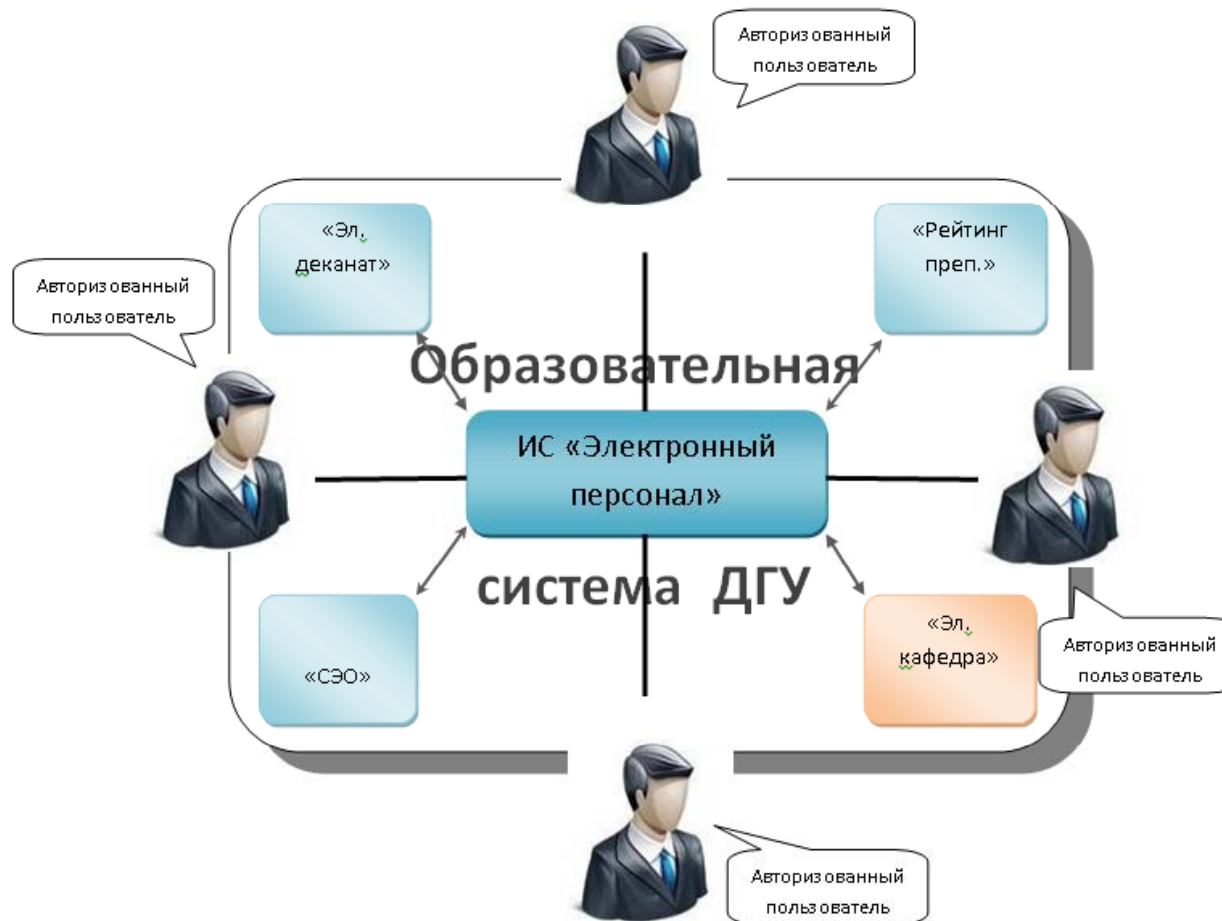 Авторизованный
пользователь
«Эл.
деканат»
«Рейтинг
преп.»
Авторизованный
пользователь
Образовательная
ИС «Электронный
персонал»
система ДГУ
«СЭО»
«Эл.
кафедра»
Авторизованный
пользователь
Авторизованный
пользователь